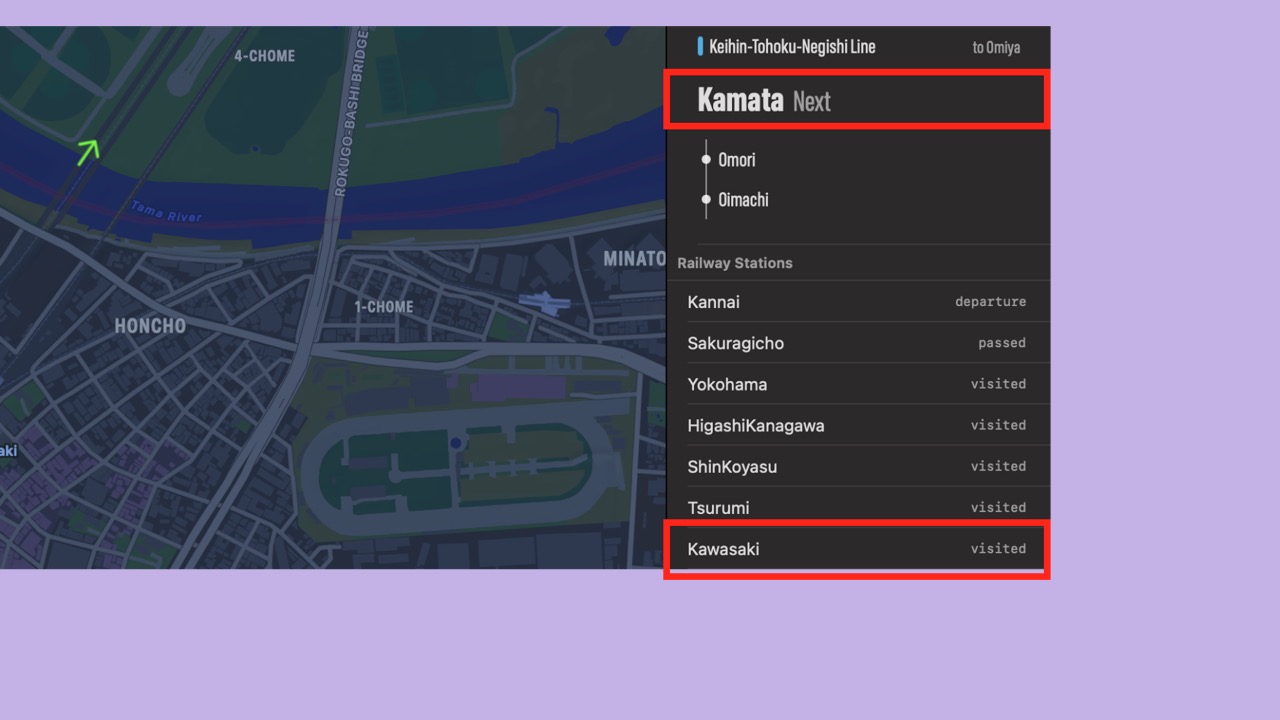 4-CHOME
ROKUGO-BASHI BRIDGE
Tama River
MINATO
1-CHOME
HONCHO
aki
Keihin-Tohoku-Negishi Line to Omiya
Kamata Next
Omori
Oimachi
Railway Stations
Kannai departure
Sakuragicho passed
Yokohama visited
HigashiKanagawa visited
ShinKoyasu visited
Tsurumi visited
Kawasaki visited